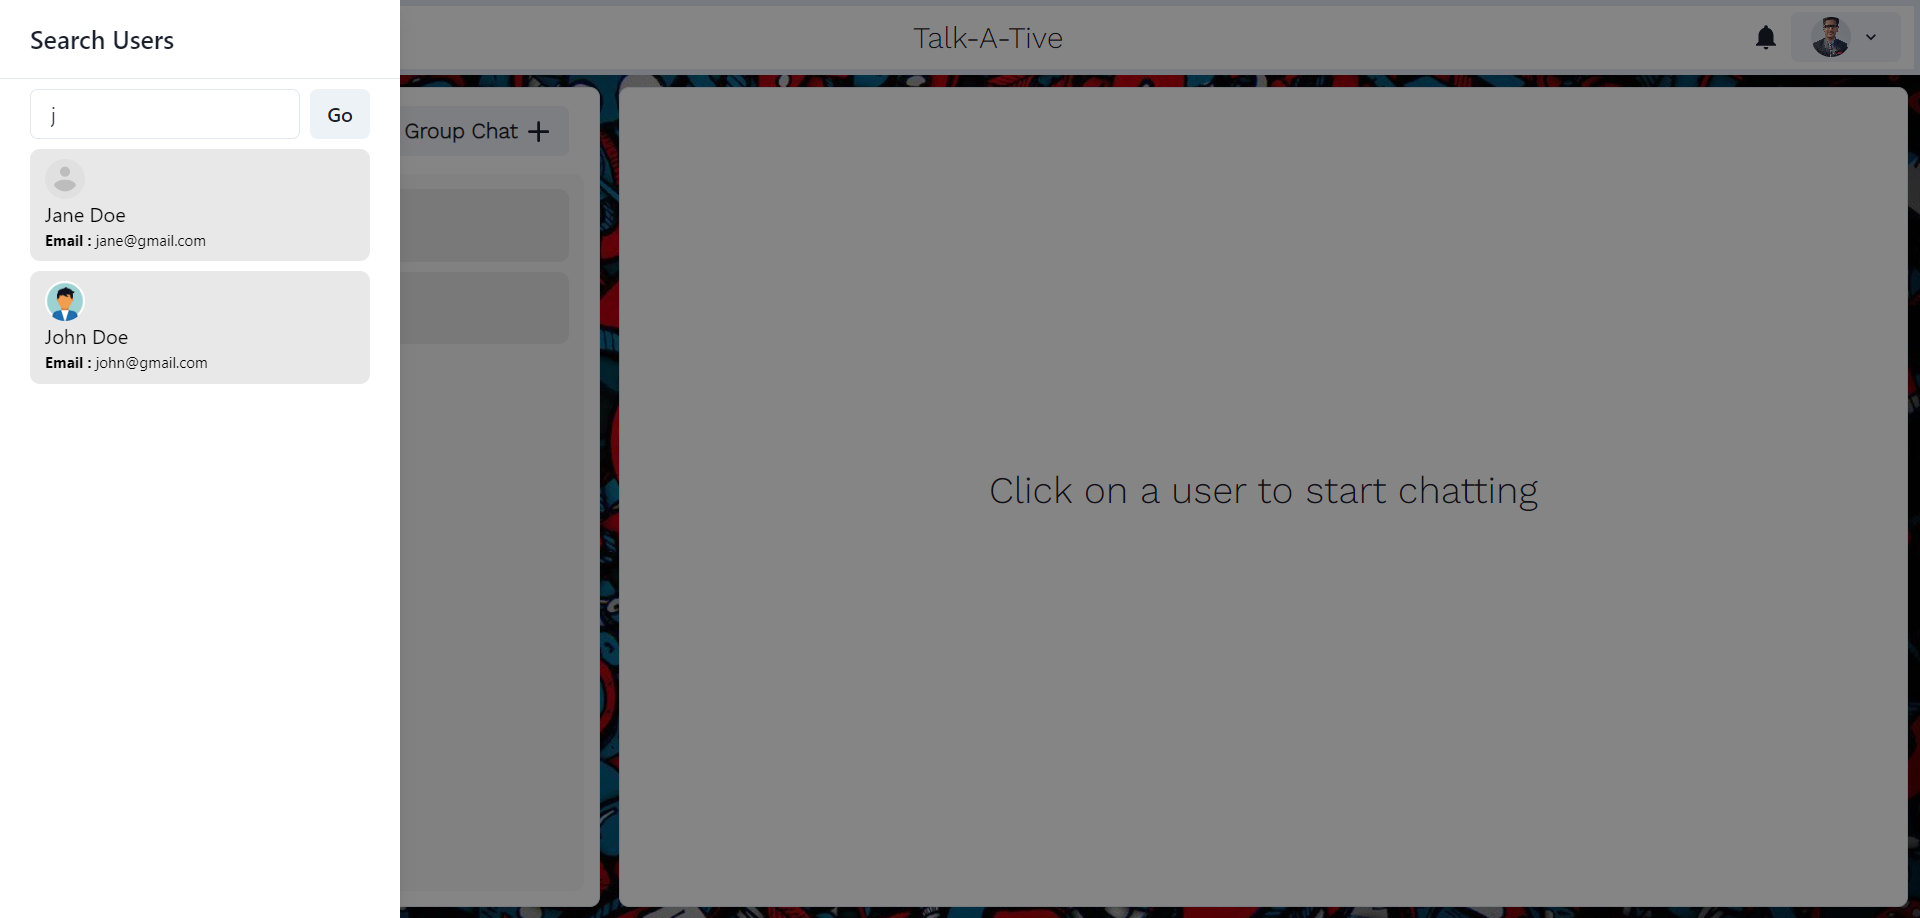 Search Users
j
Go
Jane Doe
Email : jane@gmail.com
John Doe
Email : john@gmail.com
Talk-A-Tive
Group Chat
Click on a user to start chatting